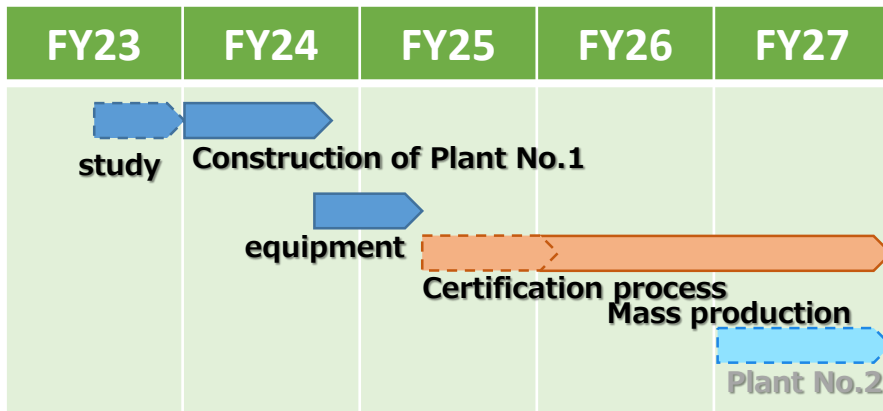 FY23 FY24 FY25 FY26 FY27
study
Construction of Plant No.1
equipment
Certification process
Mass production
Plant No.2